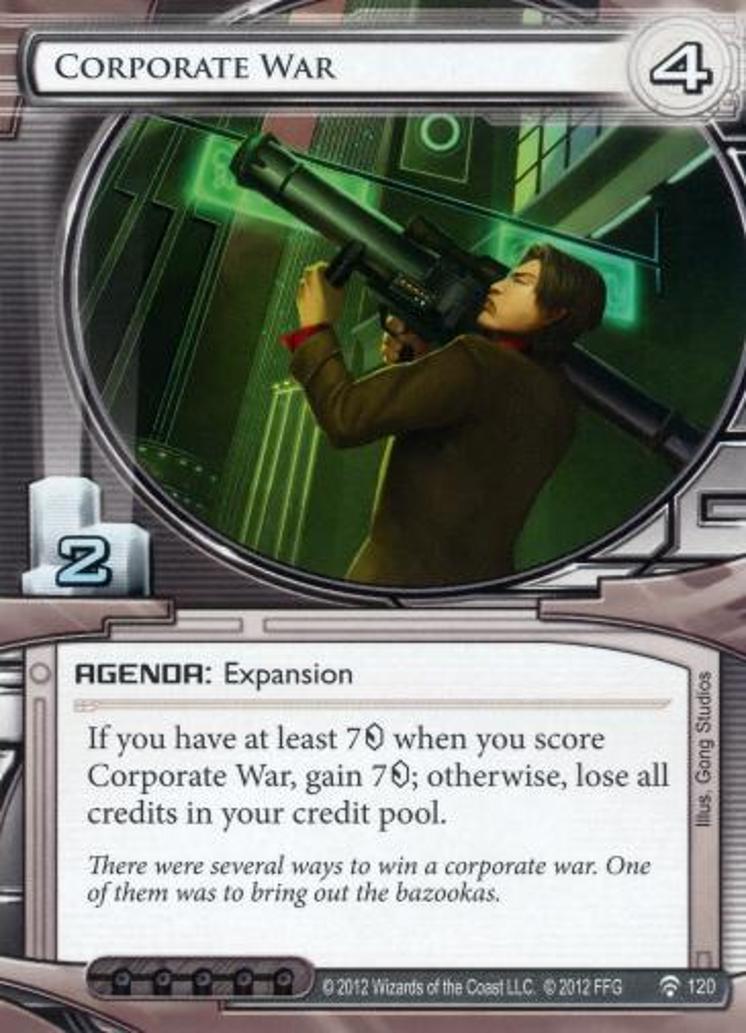 CORPORATE WAR
4
2
AGENDA: Expansion
If you have at least 7 when you score
Corporate War, gain 7; otherwise, lose all
credits in your credit pool.
There were several ways to win a corporate war. One
of them was to bring out the bazookas.
Illus. Gong Studios
© 2012 Wizards of the Coast LLC. © 2012 FFG
120